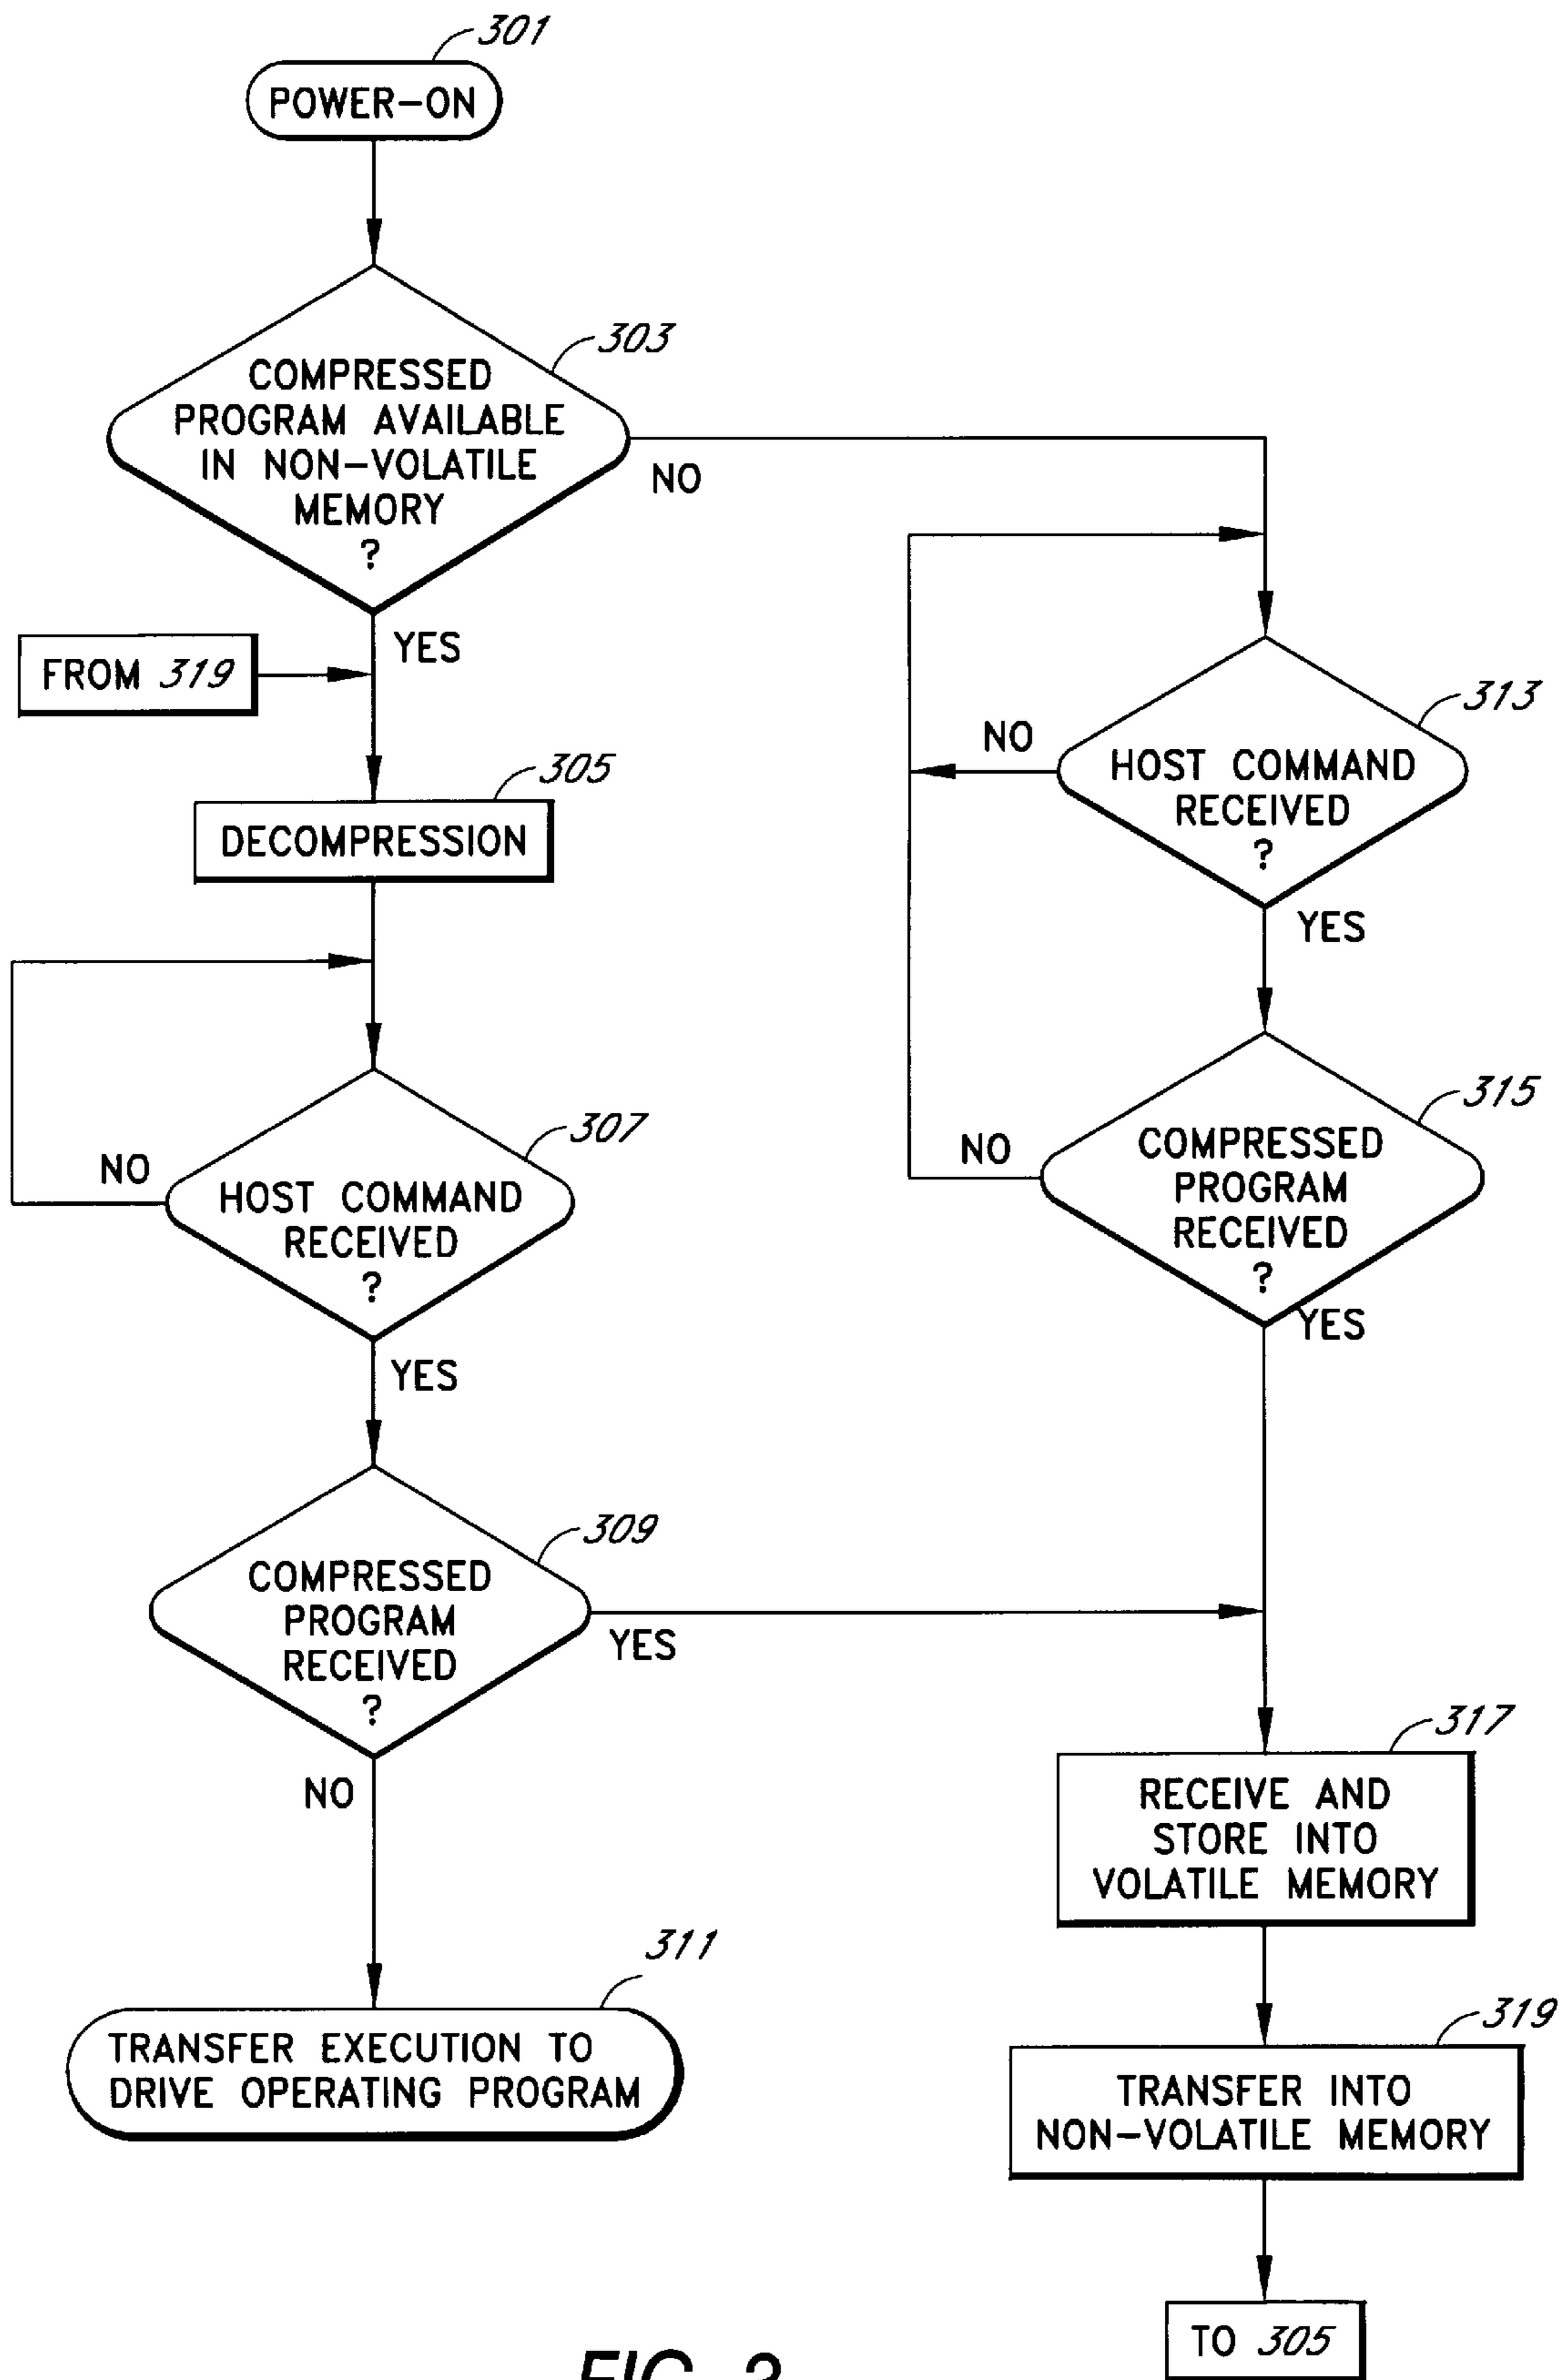 301
POWER-ON
303
COMPRESSED
PROGRAM AVAILABLE
IN NON-VOLATILE
MEMORY
?
NO
YES
FROM 319
305
DECOMPRESSION
307
NO
HOST COMMAND
RECEIVED
?
YES
309
COMPRESSED
PROGRAM
RECEIVED
?
YES
NO
311
TRANSFER EXECUTION TO
DRIVE OPERATING PROGRAM
313
NO
HOST COMMAND
RECEIVED
?
YES
315
NO
COMPRESSED
PROGRAM
RECEIVED
?
YES
317
RECEIVE AND
STORE INTO
VOLATILE MEMORY
319
TRANSFER INTO
NON-VOLATILE MEMORY
TO 305
FIG.